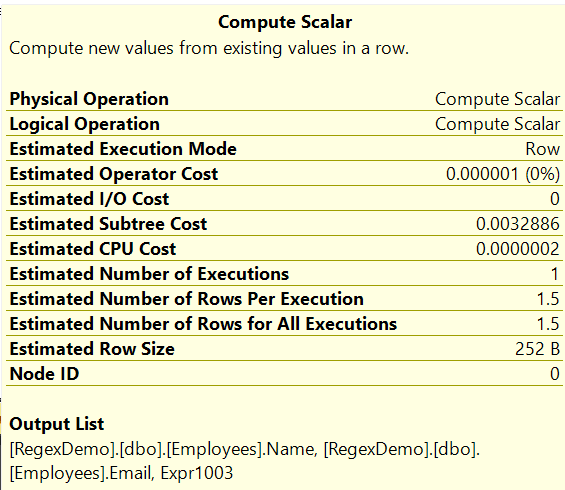 Compute Scalar
Compute new values from existing values in a row.
Physical Operation Compute Scalar
Logical Operation Compute Scalar
Estimated Execution Mode Row
Estimated Operator Cost 0.000001 (0%)
Estimated I/O Cost 0
Estimated Subtree Cost 0.0032886
Estimated CPU Cost 0.0000002
Estimated Number of Executions 1
Estimated Number of Rows Per Execution 1.5
Estimated Number of Rows for All Executions 1.5
Estimated Row Size 252 B
Node ID 0
Output List
[RegexDemo].[dbo].[Employees].Name, [RegexDemo].[dbo].
[Employees].Email, Expr1003